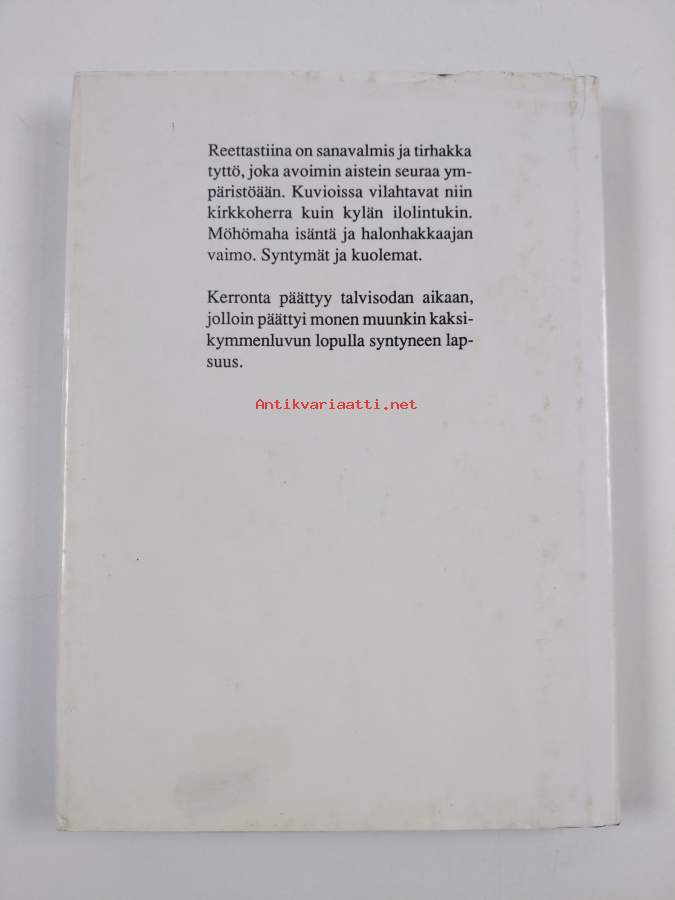 Reettastiina on sanavalmis ja tirhakka
tyttö, joka avoimin aistein seuraa ym-
päristöään. Kuvioissa vilahtavat niin
kirkkoherra kuin kylän ilolintukin.
Möhömaha isäntä ja halonhakkaajan
vaimo. Syntymät ja kuolemat.
Kerronta päättyy talvisodan aikaan,
jolloin päättyi monen muunkin kaksi-
kymmenluvun lopulla syntyneen lap-
suus.
Antikvariaatti.net